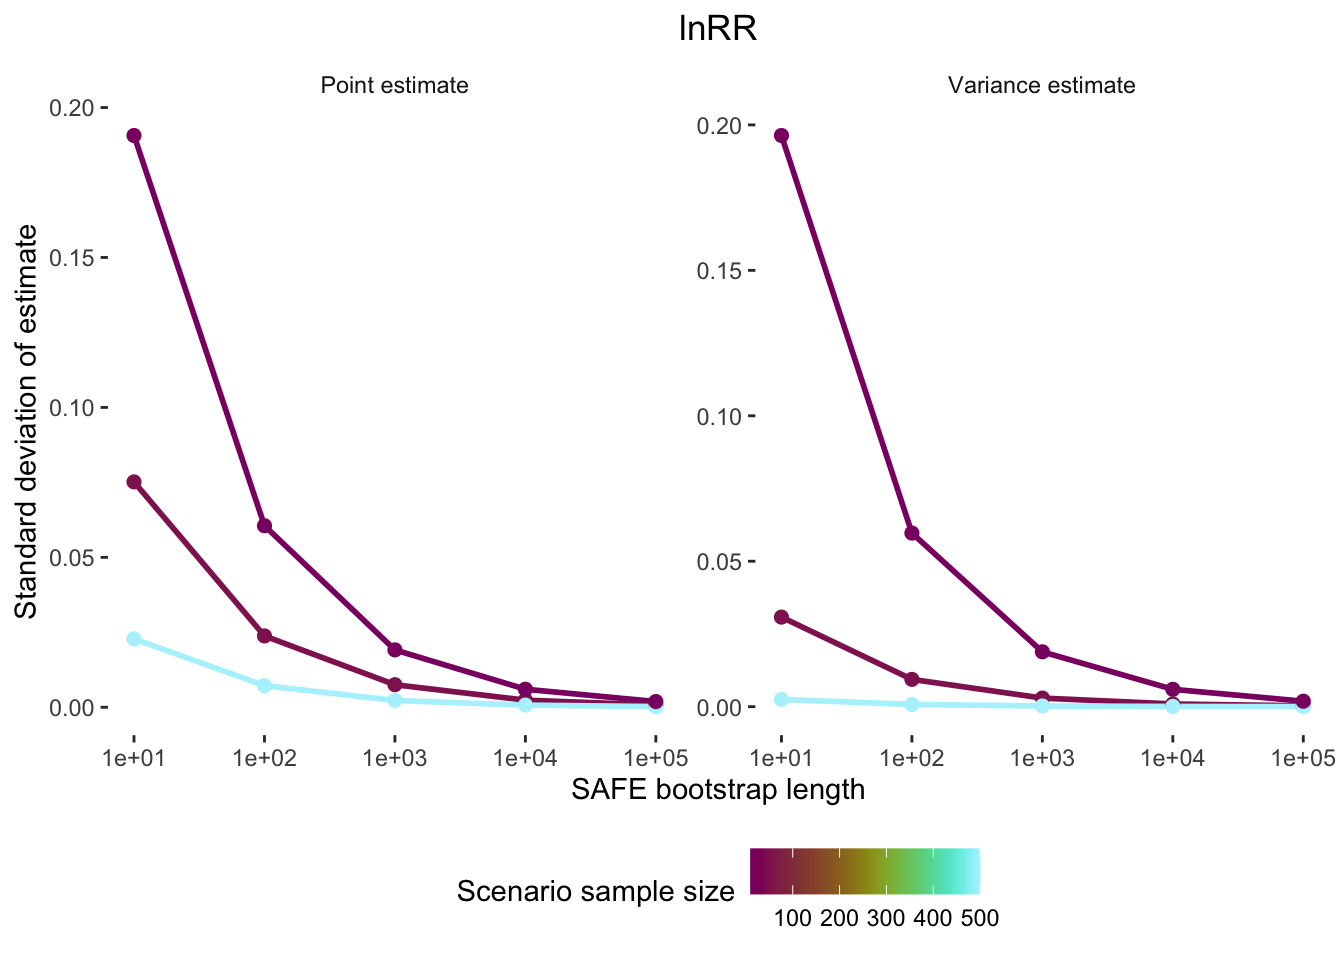 lnRR
Point estimate
Variance estimate
Standard deviation of estimate
0.20
0.15
0.10
0.05
0.00
0.20
0.15
0.10
0.05
0.00
1e+01 1e+02 1e+03 1e+04 1e+05
1e+01 1e+02 1e+03 1e+04 1e+05
SAFE bootstrap length
Scenario sample size
100 200 300 400 500